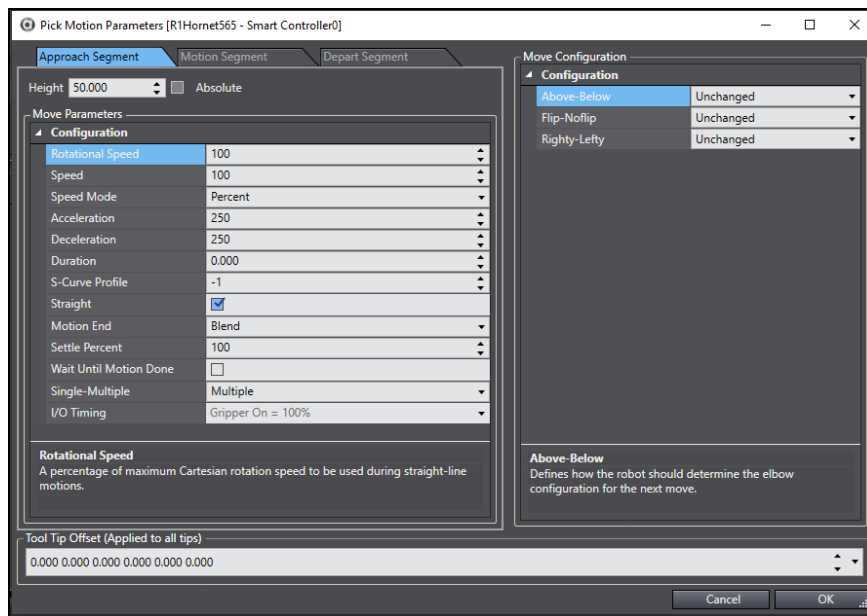 Pick Motion Parameters [R1Hornet565 - Smart Controller0]
Approach Segment
Motion Segment
Depart Segment
Height 50.000 Absolute
Move Parameters
Configuration
Rotational Speed 100
Speed 100
Speed Mode Percent
Acceleration 250
Deceleration 250
Duration 0.000
S-Curve Profile -1
Straight
Motion End Blend
Settle Percent 100
Wait Until Motion Done
Single-Multiple Multiple
I/O Timing Gripper On = 100%
Rotational Speed
A percentage of maximum Cartesian rotation speed to be used during straight-line
motions.
Move Configuration
Configuration
Above-Below Unchanged
Flip-Noflip Unchanged
Righty-Lefty Unchanged
Above-Below
Defines how the robot should determine the elbow
configuration for the next move.
Tool Tip Offset (Applied to all tips)
0.000 0.000 0.000 0.000 0.000 0.000
Cancel
OK